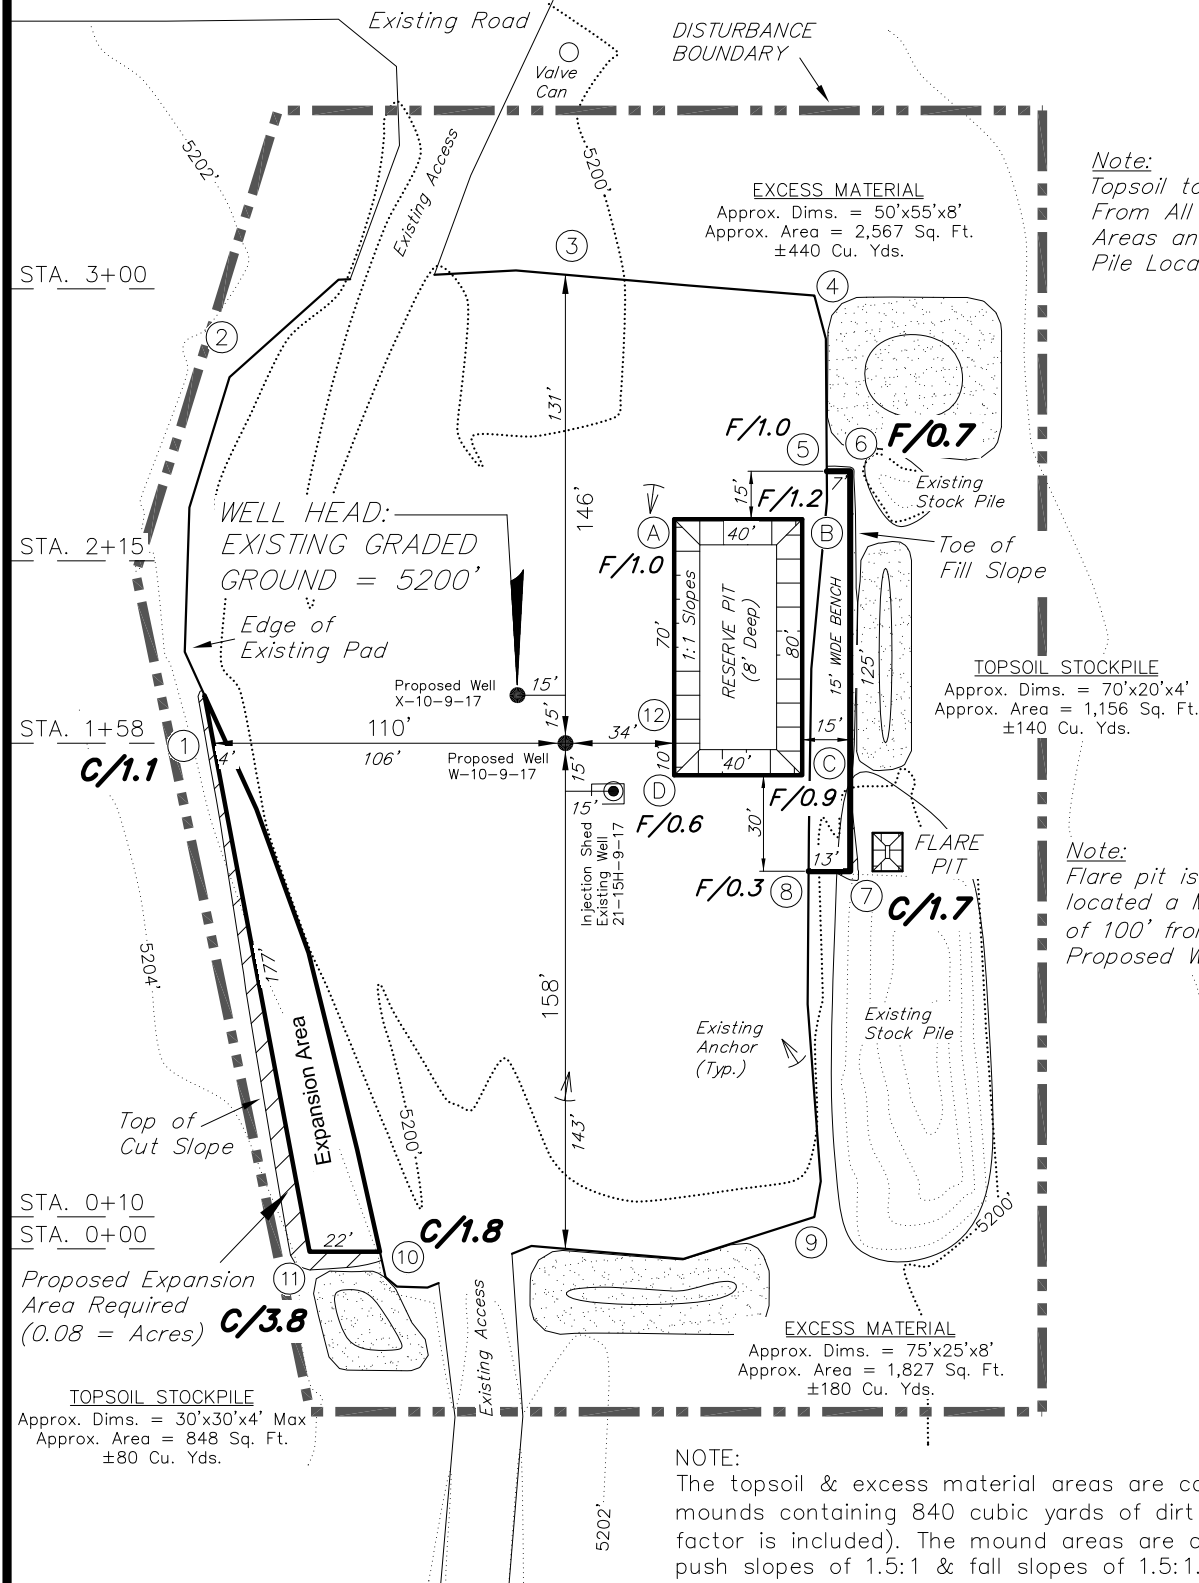 Existing Road
DISTURBANCE
BOUNDARY
Valve
Can
5202'
Existing Access
5200'
Note:
Topsoil to
From All
Areas an
Pile Loca
EXCESS MATERIAL
Approx. Dims. = 50'x55'x8'
Approx. Area = 2,567 Sq. Ft.
±440 Cu. Yds.
STA. 3+00
3
4
2
131'
F/1.0
5
6
F/0.7
7'
Existing
Stock Pile
15'
F/1.2
146'
WELL HEAD:
EXISTING GRADED
GROUND = 5200'
A
40'
B
Toe of
Fill Slope
STA. 2+15
F/1.0
1:1 Slopes
RESERVE PIT
(8' Deep)
15' WIDE BENCH
70'
80'
125'
Edge of
Existing Pad
TOPSOIL STOCKPILE
Approx. Dims. = 70'x20'x4'
Approx. Area = 1,156 Sq. Ft.
±140 Cu. Yds.
Proposed Well
X-10-9-17
15'
15'
12
15'
STA. 1+58
1
110'
34'
C/1.1
4'
106'
Proposed Well
W-10-9-17
15'
10'
40'
C
15'
D
F/0.9
F/0.6
Injection Shed
Existing Well
21-15H-9-17
30'
FLARE
PIT
13'
F/0.3
8
7
C/1.7
Note:
Flare pit is
located a M
of 100' from
Proposed W
5204'
177'
158'
Existing
Anchor
(Typ.)
Existing
Stock Pile
Expansion Area
Top of
Cut Slope
5200'
143'
STA. 0+10
STA. 0+00
22'
10
C/1.8
9
5200'
11
Proposed Expansion
Area Required
(0.08 = Acres)
C/3.8
Existing Access
EXCESS MATERIAL
Approx. Dims. = 75'x25'x8'
Approx. Area = 1,827 Sq. Ft.
±180 Cu. Yds.
TOPSOIL STOCKPILE
Approx. Dims. = 30'x30'x4' Max
Approx. Area = 848 Sq. Ft.
±80 Cu. Yds.
5202'
NOTE:
The topsoil & excess material areas are ca
mounds containing 840 cubic yards of dirt
factor is included). The mound areas are c
push slopes of 1.5:1 & fall slopes of 1.5:1.